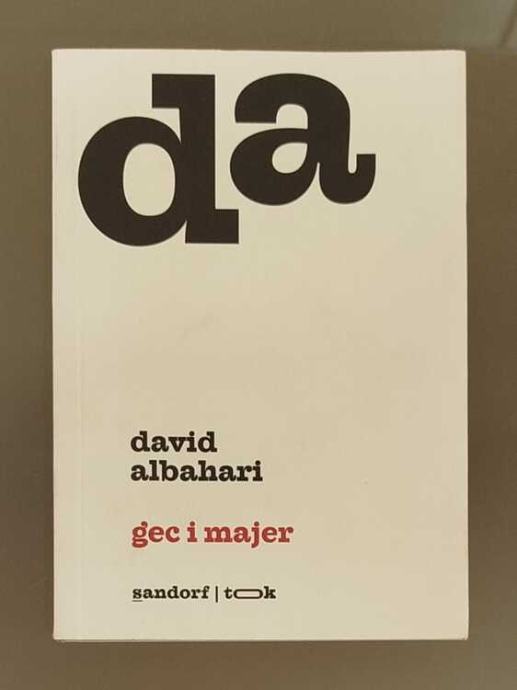 da
david
albahari
gec i majer
sandorf | took